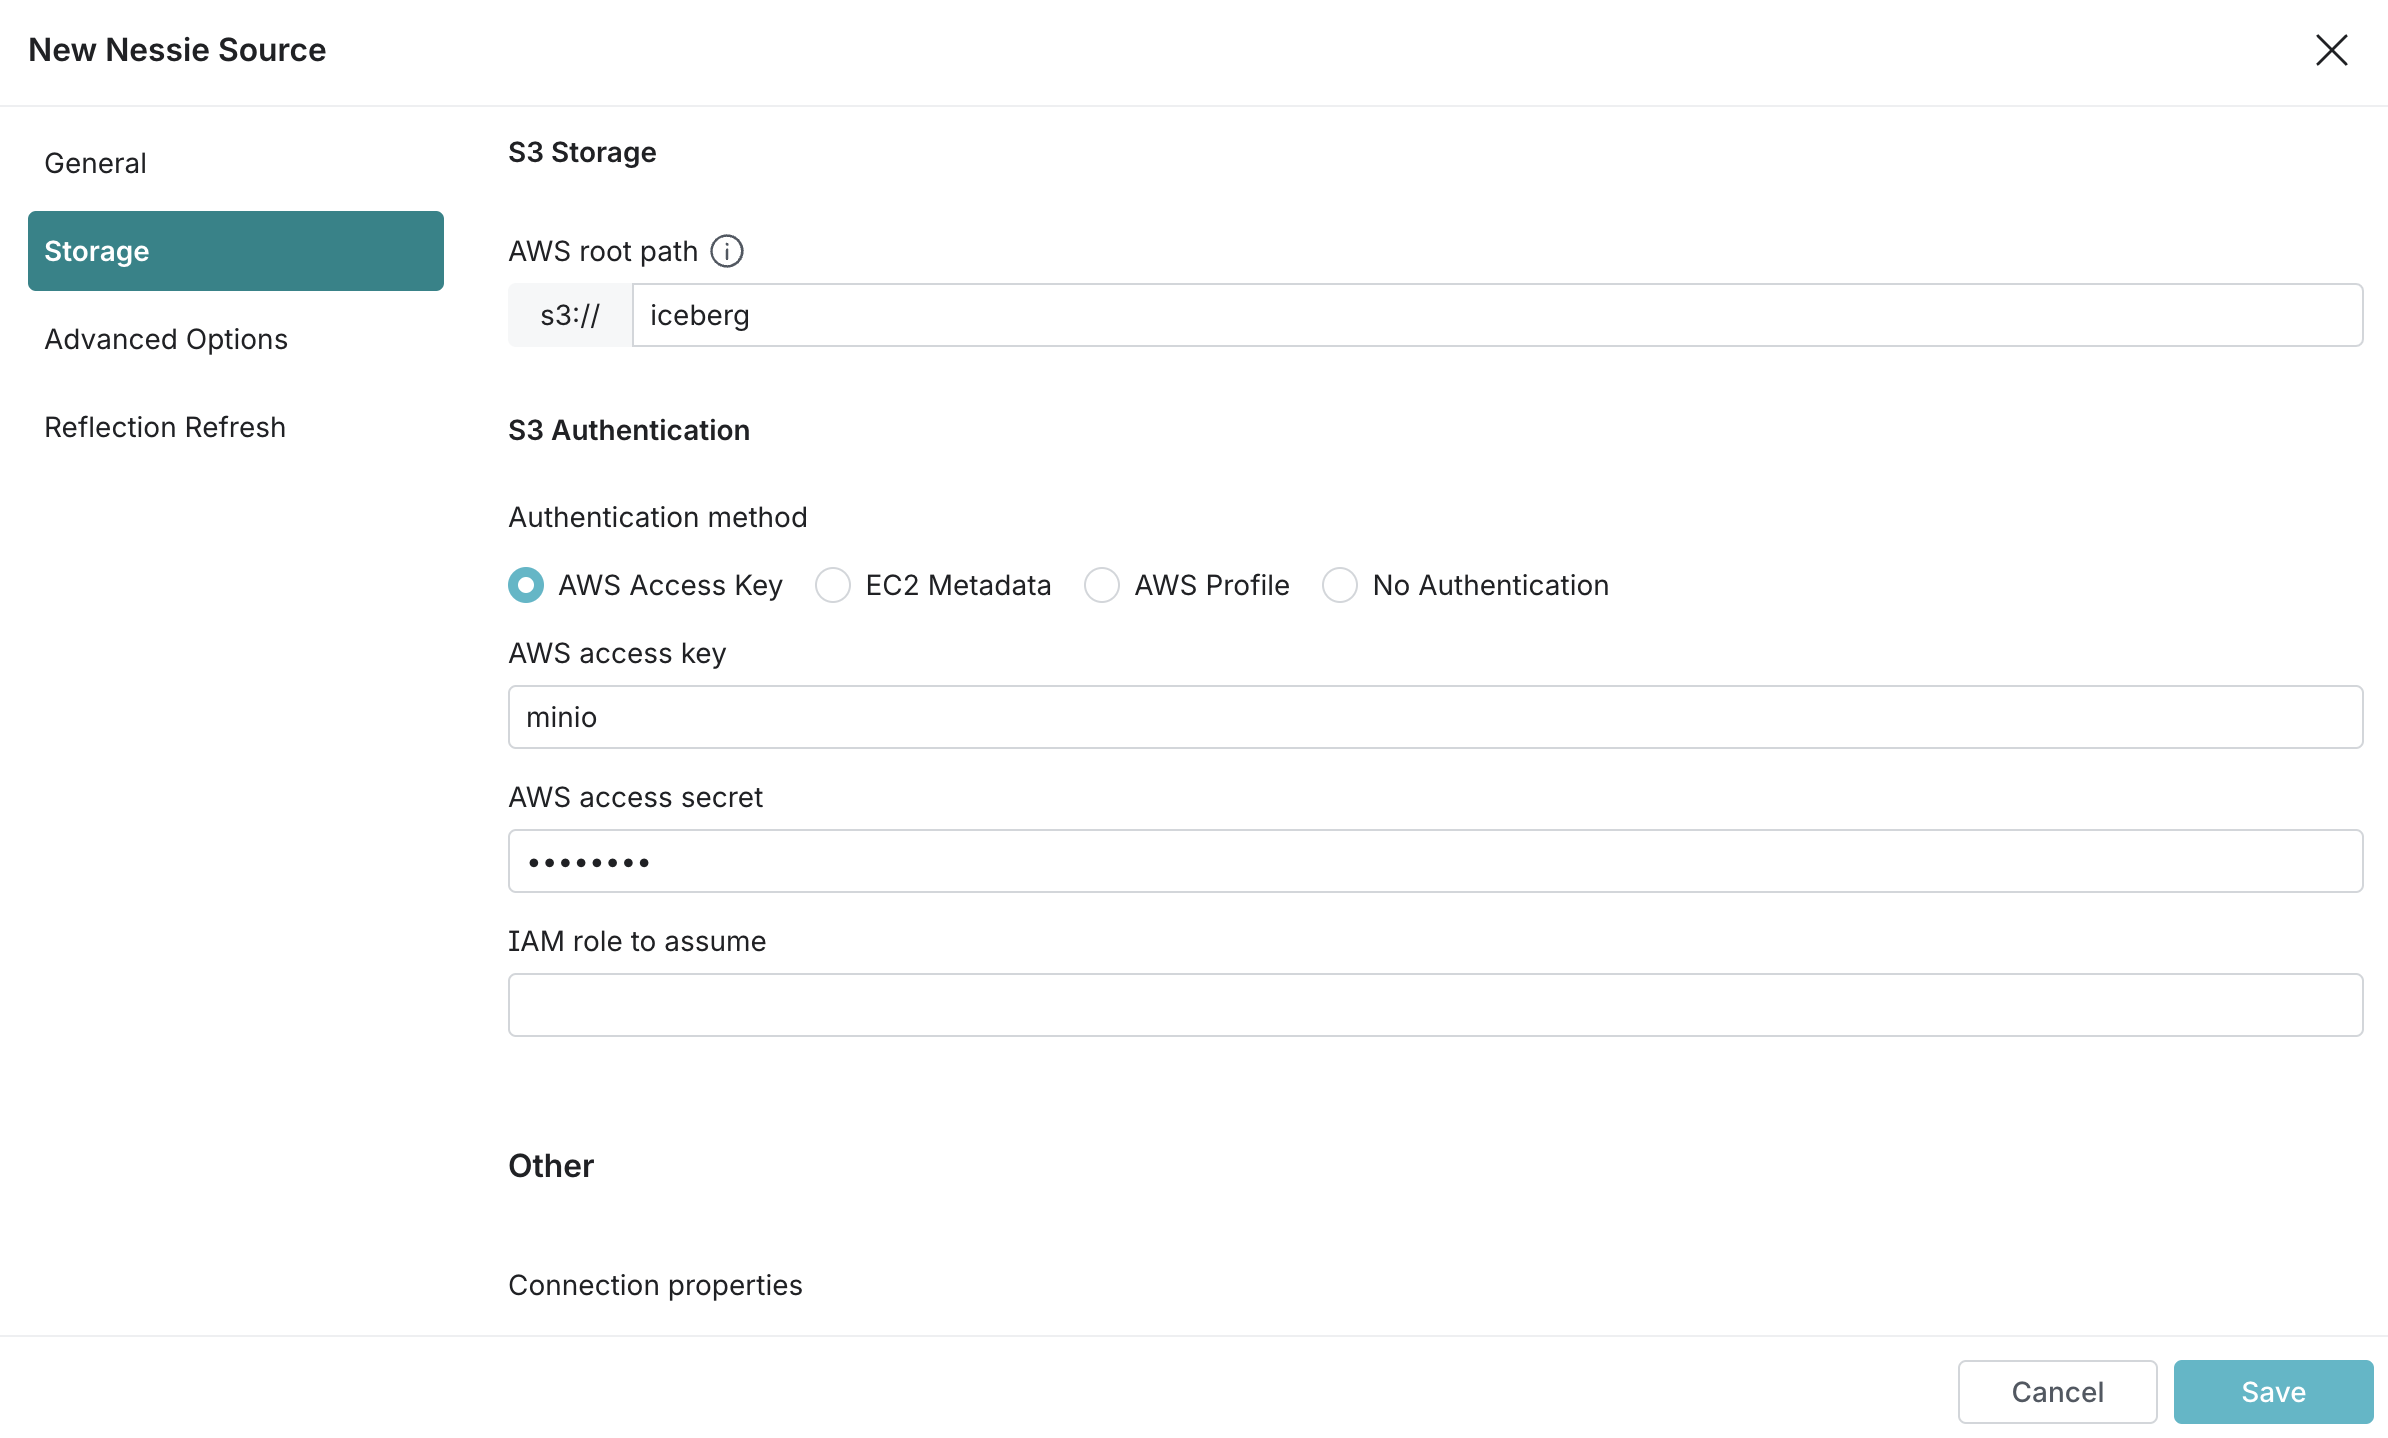 New Nessie Source
General
Storage
Advanced Options
Reflection Refresh
S3 Storage
AWS root path
s3:// iceberg
S3 Authentication
Authentication method
AWS Access Key EC2 Metadata AWS Profile No Authentication
AWS access key
minio
AWS access secret
••••••••
IAM role to assume
Other
Connection properties
Cancel Save